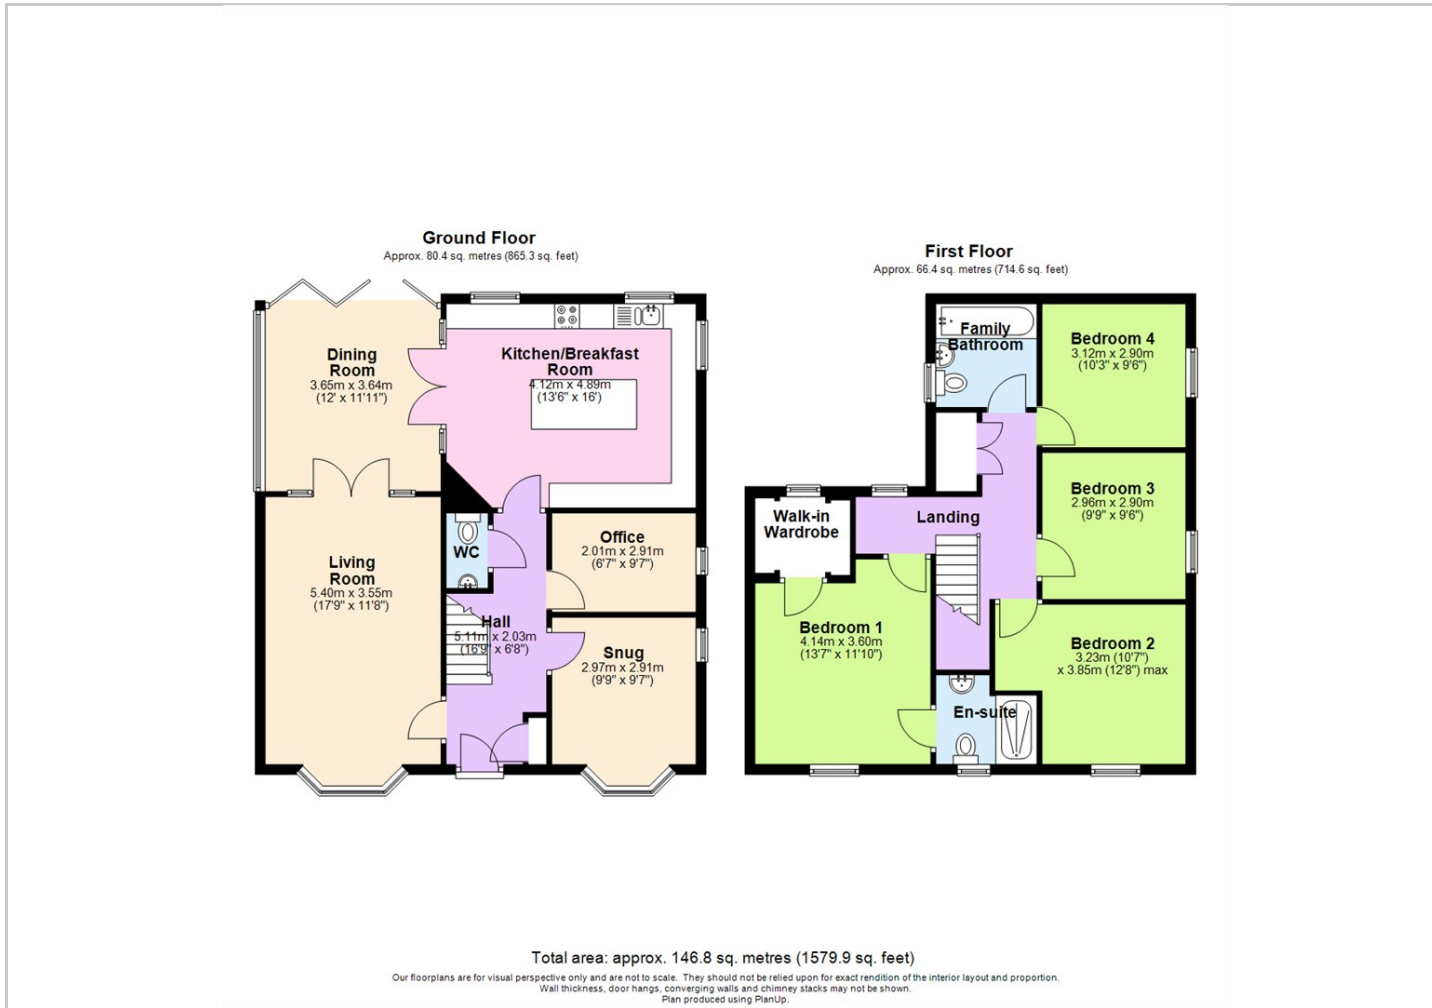 Ground Floor
Approx. 80.4 sq. metres (865.3 sq. feet)
Dining
Room
3.65m x 3.64m
(12' x 11'11")
Kitchen/Breakfast
Room
4.12m x 4.89m
(13'6" x 16')
Living
Room
5.40m x 3.55m
(17'9" x 11'8")
WC
Office
2.01m x 2.91m
(6'7" x 9'7")
Hall
5.11m x 2.03m
(16'9" x 6'8")
Snug
2.97m x 2.91m
(9'9" x 9'7")
First Floor
Approx. 66.4 sq. metres (714.6 sq. feet)
Family
Bathroom
Bedroom 4
3.12m x 2.90m
(10'3" x 9'6")
Bedroom 3
2.96m x 2.90m
(9'9" x 9'6")
Walk-in
Wardrobe
Landing
Bedroom 1
4.14m x 3.60m
(13'7" x 11'10")
Bedroom 2
3.23m (10'7")
x 3.85m (12'8") max
En-suite
Total area: approx. 146.8 sq. metres (1579.9 sq. feet)
Our floorplans are for visual perspective only and are not to scale. They should not be relied upon for exact rendition of the interior layout and proportion.
Wall thickness, door hangs, converging walls and chimney stacks may not be shown.
Plan produced using PlanUp.